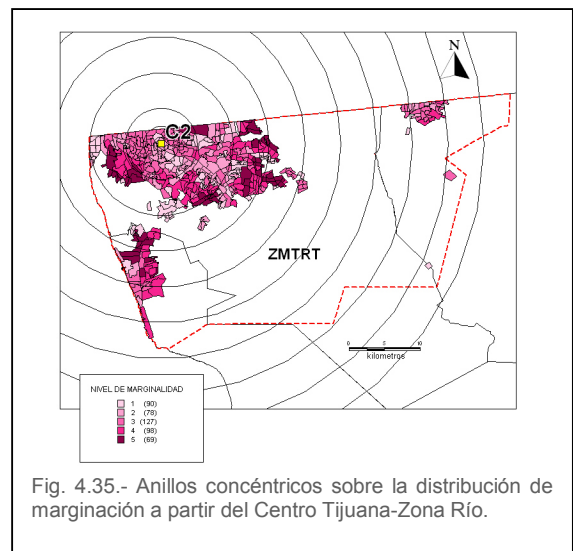 N
C2
ZMTRT
0 5 10
kilometros
NIVEL DE MARGINALIDAD
1 (90)
2 (78)
3 (127)
4 (98)
5 (69)
Fig. 4.35.- Anillos concéntricos sobre la distribución de
marginación a partir del Centro Tijuana-Zona Río.